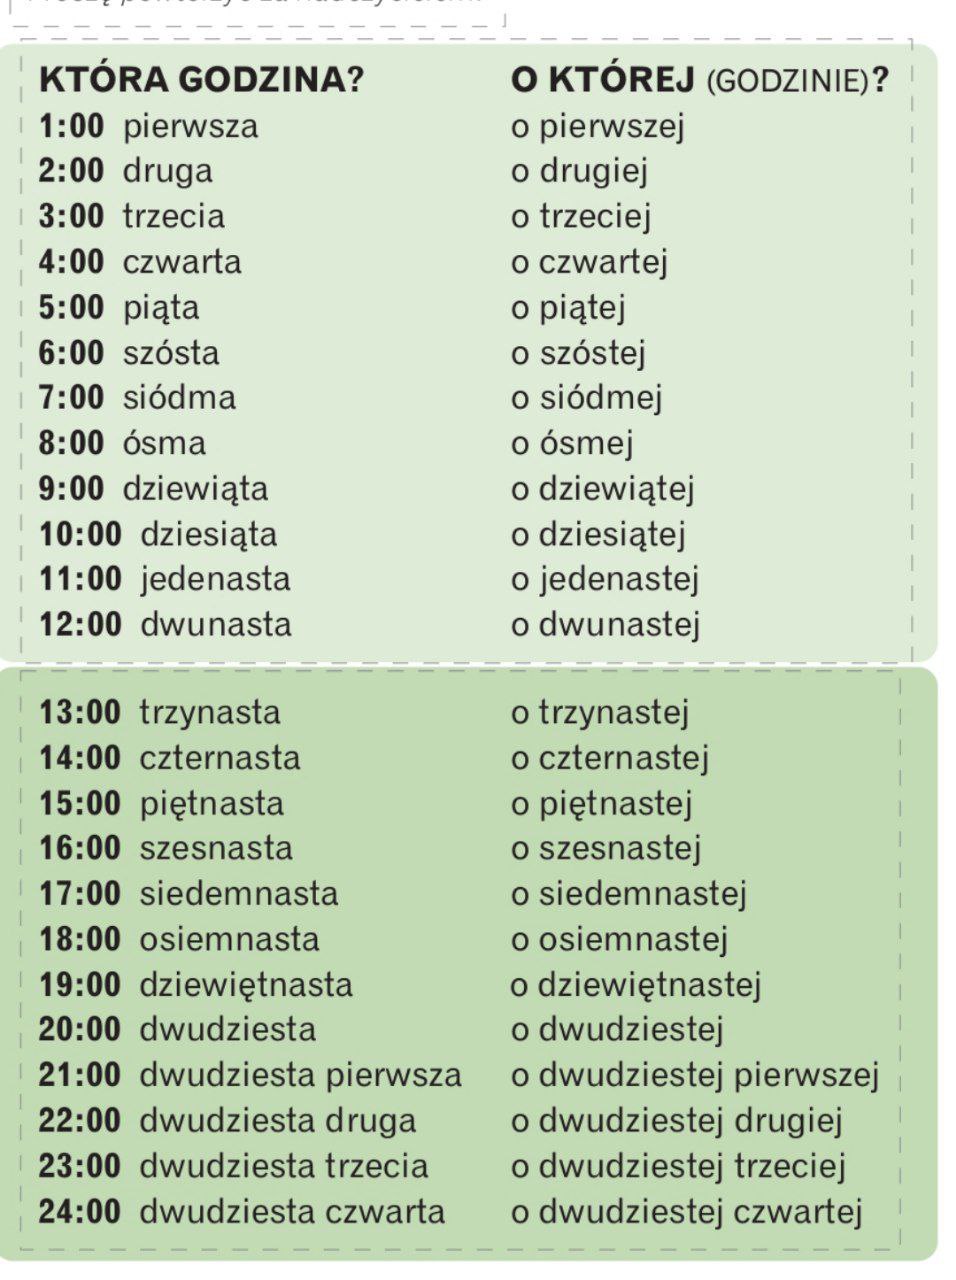 KTÓRA GODZINA? O KTÓREJ (GODZINIE)?
1:00 pierwsza o pierwszej
2:00 druga o drugiej
3:00 trzecia o trzeciej
4:00 czwarta o czwartej
5:00 piąta o piątej
6:00 szósta o szóstej
7:00 siódma o siódmej
8:00 ósma o ósmej
9:00 dziewiąta o dziewiątej
10:00 dziesiąta o dziesiątej
11:00 jedenasta o jedenastej
12:00 dwunasta o dwunastej
13:00 trzynasta o trzynastej
14:00 czternasta o czternastej
15:00 piętnasta o piętnastej
16:00 szesnasta o szesnastej
17:00 siedemnasta o siedemnastej
18:00 osiemnasta o osiemnastej
19:00 dziewiętnasta o dziewiętnastej
20:00 dwudziesta o dwudziestej
21:00 dwudziesta pierwsza o dwudziestej pierwszej
22:00 dwudziesta druga o dwudziestej drugiej
23:00 dwudziesta trzecia o dwudziestej trzeciej
24:00 dwudziesta czwarta o dwudziestej czwartej